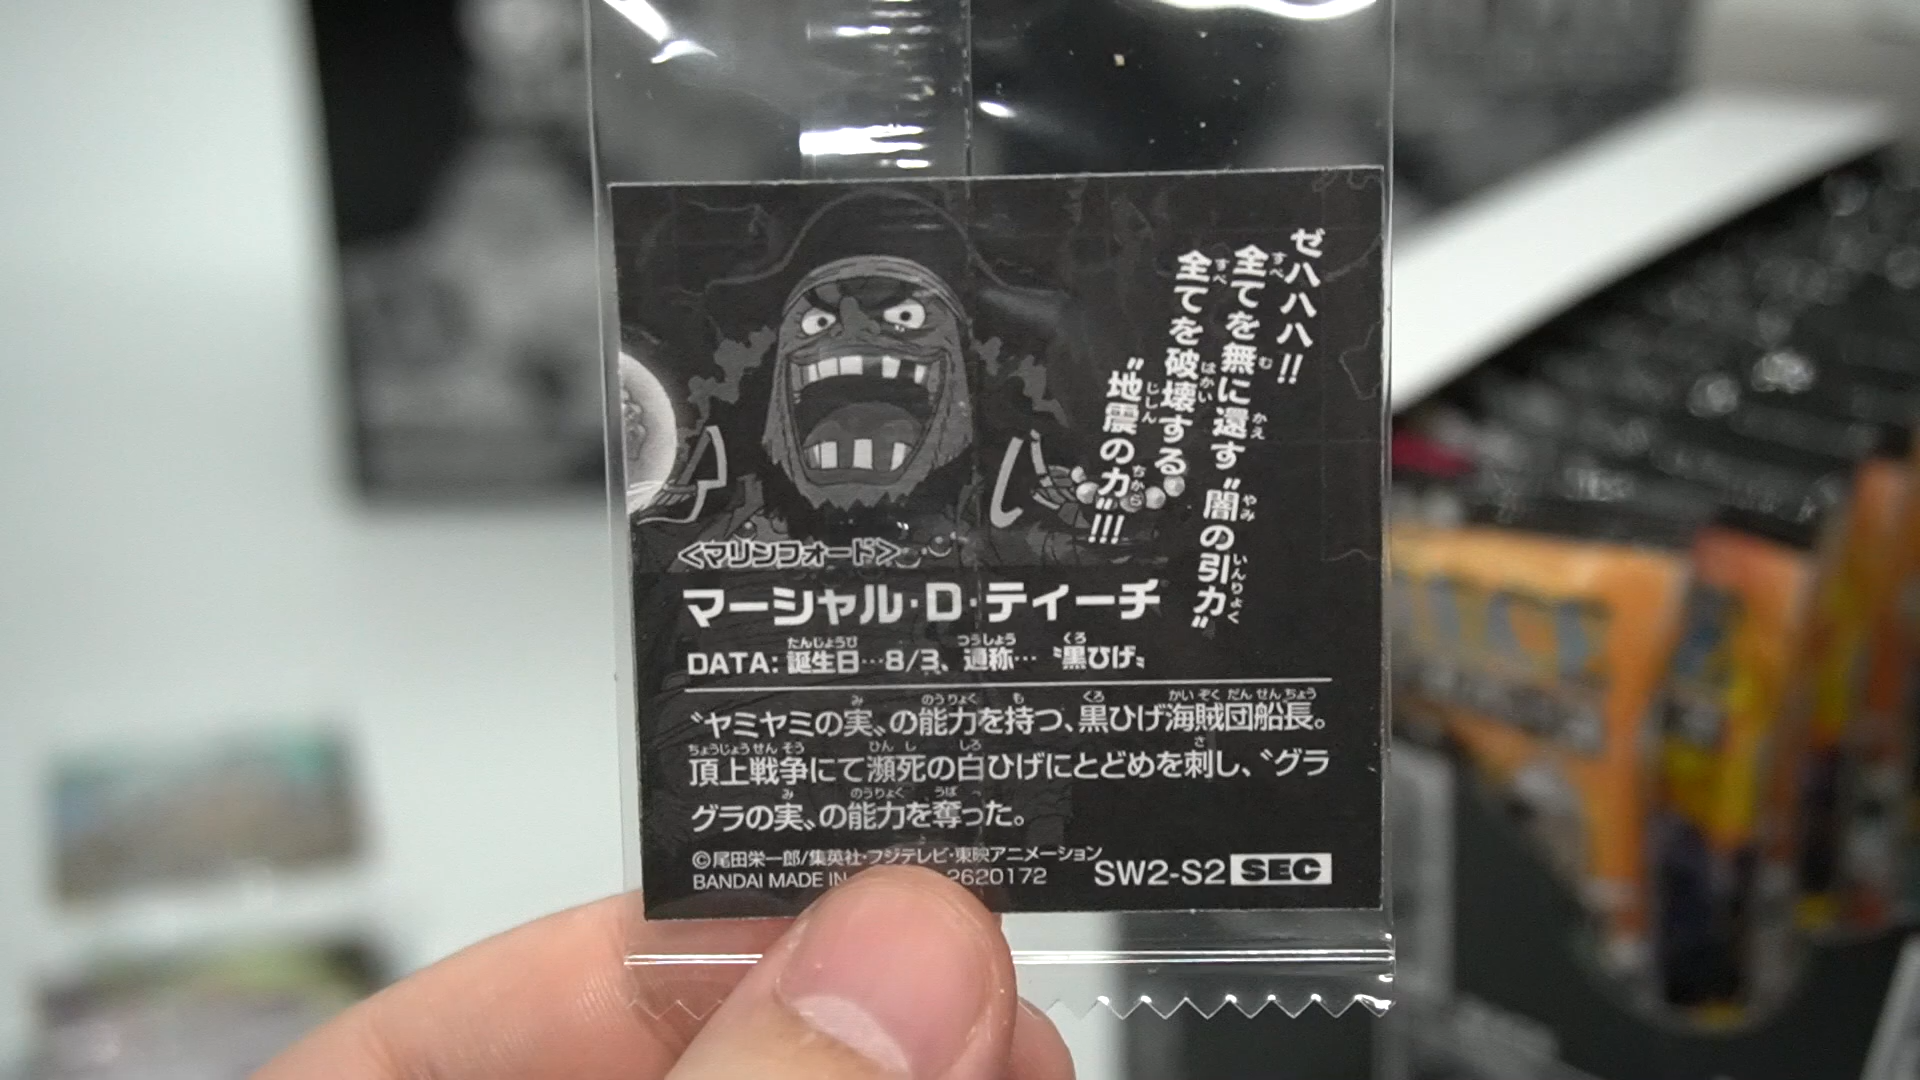 ゼハハハ!!
全てを無に還す“闇の引力”
全てを破壊する
“地震の力”!!!
<マリンフォード>
マーシャル・D・ティーチ
DATA: 誕生日…8/3、通称…〝黒ひげ〟
〝ヤミヤミの実〟の能力を持つ、黒ひげ海賊団船長。
頂上戦争にて瀕死の白ひげにとどめを刺し、〝グラ
グラの実〟の能力を奪った。
©尾田栄一郎/集英社・フジテレビ・東映アニメーション
BANDAI MADE IN 2620172
SW2-S2 SEC